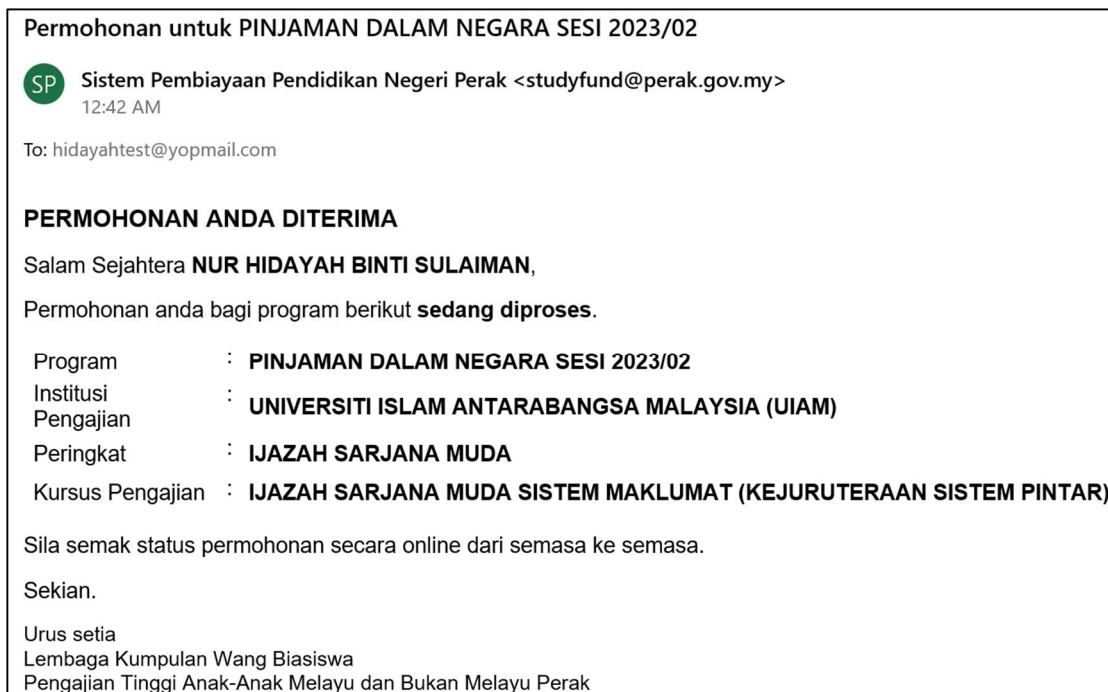 Permohonan untuk PINJAMAN DALAM NEGARA SESI 2023/02
SP
Sistem Pembiayaan Pendidikan Negeri Perak <studyfund@perak.gov.my>
12:42 AM
To: hidayahtest@yopmail.com
PERMOHONAN ANDA DITERIMA
Salam Sejahtera NUR HIDAYAH BINTI SULAIMAN,
Permohonan anda bagi program berikut sedang diproses.
Program : PINJAMAN DALAM NEGARA SESI 2023/02
Institusi :
Pengajian UNIVERSITI ISLAM ANTARABANGSA MALAYSIA (UIAM)
Peringkat : IJAZAH SARJANA MUDA
Kursus Pengajian : IJAZAH SARJANA MUDA SISTEM MAKLUMAT (KEJURUTERAAN SISTEM PINTAR)
Sila semak status permohonan secara online dari semasa ke semasa.
Sekian.
Urus setia
Lembaga Kumpulan Wang Biasiswa
Pengajian Tinggi Anak-Anak Melayu dan Bukan Melayu Perak